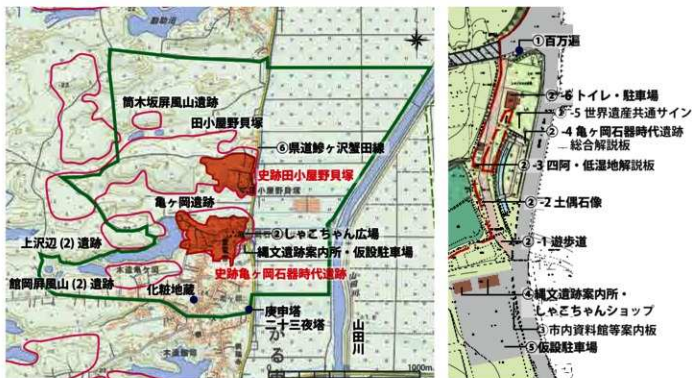 筒木坂屏風山遺跡
田小屋野貝塚
⑥県道鰺ヶ沢蟹田線
史跡田小屋野貝塚
亀ヶ岡遺跡
②しゃこちゃん広場
上沢辺 (2) 遺跡
縄文遺跡案内所・仮設駐車場
史跡亀ヶ岡石器時代遺跡
館岡屏風山 (2) 遺跡
化粧地蔵
庚申塔
二十三夜塔
山田川
0
1000m
①百万遍
②-6 トイレ・駐車場
②-5 世界遺産共通サイン
②-4 亀ヶ岡石器時代遺跡
総合解説板
②-3 四阿・低湿地解説板
②-2 土偶石像
②-1 遊歩道
④縄文遺跡案内所・
しゃこちゃんショップ
③市内資料館等案内板
⑤仮設駐車場